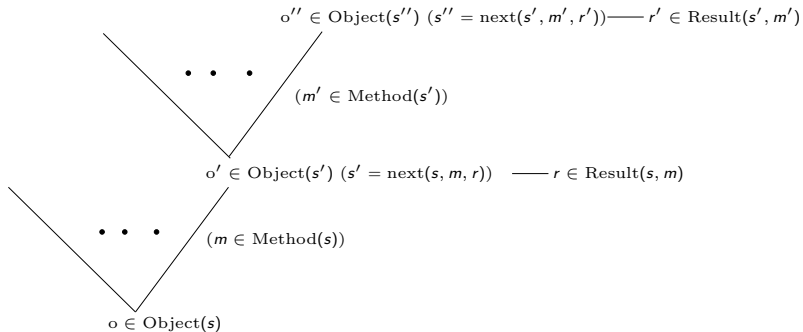 o′′ ∈ Object(s′′) (s′′ = next(s′, m′, r′)) r′ ∈ Result(s′, m′)
(m′ ∈ Method(s′))
o′ ∈ Object(s′) (s′ = next(s, m, r)) r ∈ Result(s, m)
(m ∈ Method(s))
o ∈ Object(s)